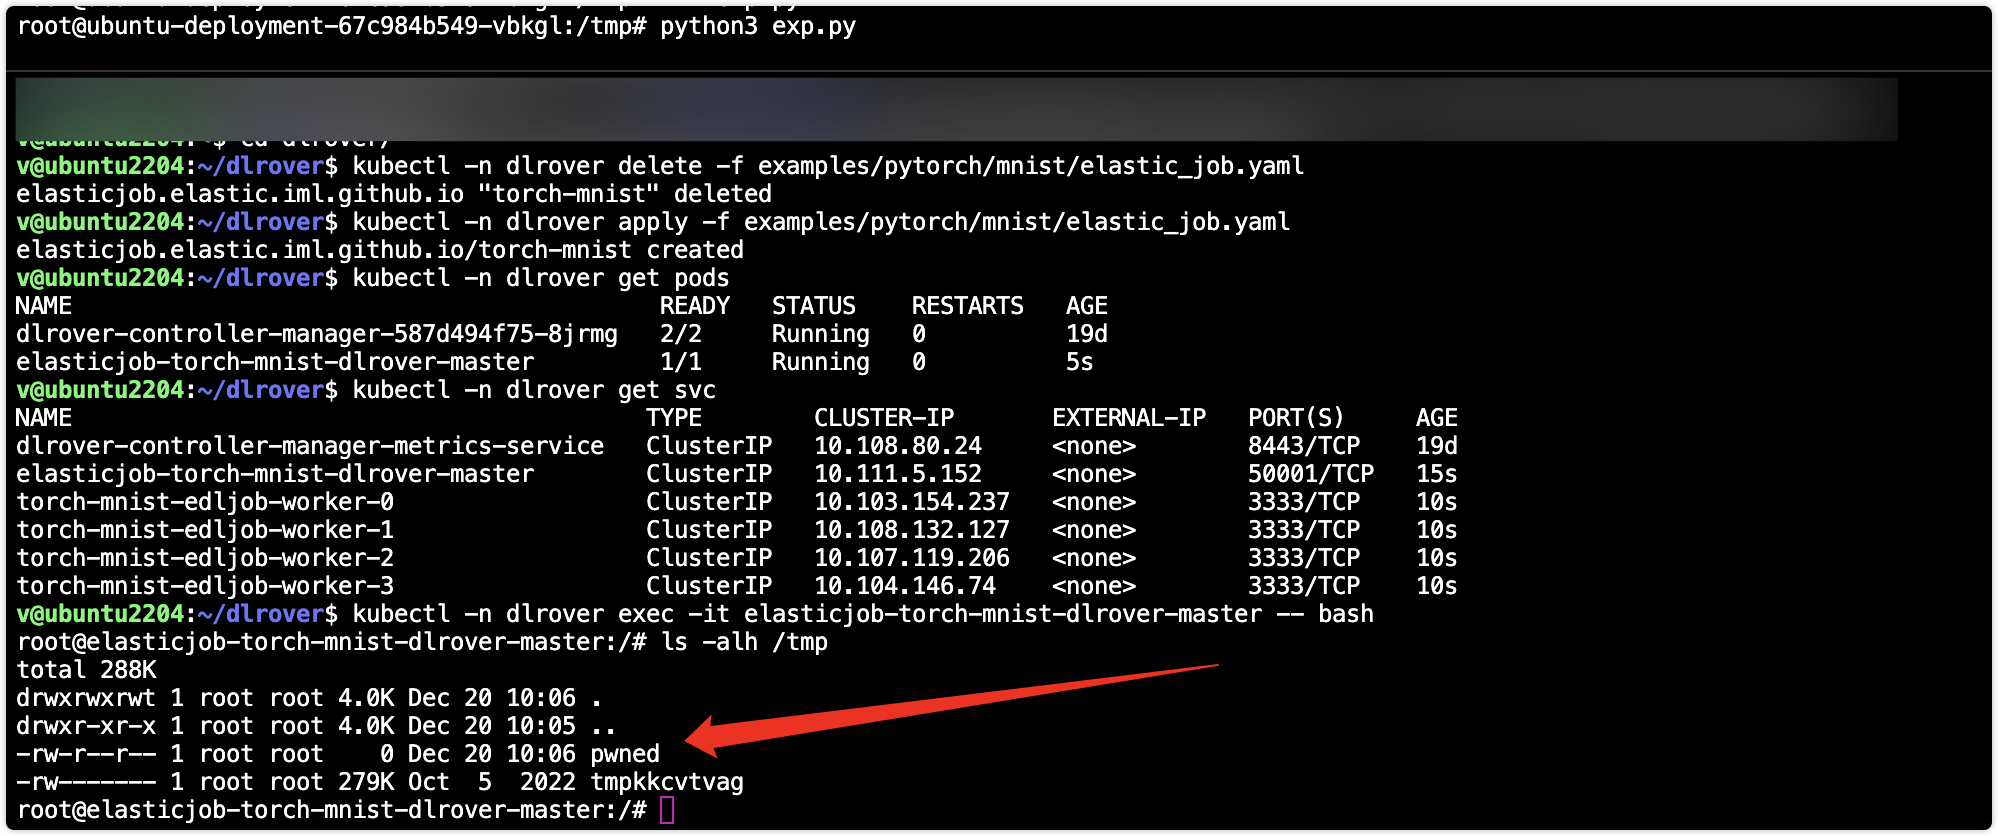 root@ubuntu-deployment-67c984b549-vbkgl:/tmp# python3 exp.py
v@ubuntu2204:~$ cd dlrover/
v@ubuntu2204:~/dlrover$ kubectl -n dlrover delete -f examples/pytorch/mnist/elastic_job.yaml
elasticjob.elastic.iml.github.io "torch-mnist" deleted
v@ubuntu2204:~/dlrover$ kubectl -n dlrover apply -f examples/pytorch/mnist/elastic_job.yaml
elasticjob.elastic.iml.github.io/torch-mnist created
v@ubuntu2204:~/dlrover$ kubectl -n dlrover get pods
NAME READY STATUS RESTARTS AGE
dlrover-controller-manager-587d494f75-8jrmg 2/2 Running 0 19d
elasticjob-torch-mnist-dlrover-master 1/1 Running 0 5s
v@ubuntu2204:~/dlrover$ kubectl -n dlrover get svc
NAME TYPE CLUSTER-IP EXTERNAL-IP PORT(S) AGE
dlrover-controller-manager-metrics-service ClusterIP 10.108.80.24 <none> 8443/TCP 19d
elasticjob-torch-mnist-dlrover-master ClusterIP 10.111.5.152 <none> 50001/TCP 15s
torch-mnist-edljob-worker-0 ClusterIP 10.103.154.237 <none> 3333/TCP 10s
torch-mnist-edljob-worker-1 ClusterIP 10.108.132.127 <none> 3333/TCP 10s
torch-mnist-edljob-worker-2 ClusterIP 10.107.119.206 <none> 3333/TCP 10s
torch-mnist-edljob-worker-3 ClusterIP 10.104.146.74 <none> 3333/TCP 10s
v@ubuntu2204:~/dlrover$ kubectl -n dlrover exec -it elasticjob-torch-mnist-dlrover-master -- bash
root@elasticjob-torch-mnist-dlrover-master:/# ls -alh /tmp
total 288K
drwxrwxrwt 1 root root 4.0K Dec 20 10:06 .
drwxr-xr-x 1 root root 4.0K Dec 20 10:05 ..
-rw-r--r-- 1 root root 0 Dec 20 10:06 pwned
-rw------- 1 root root 279K Oct 5 2022 tmpkkcvtvag
root@elasticjob-torch-mnist-dlrover-master:/#